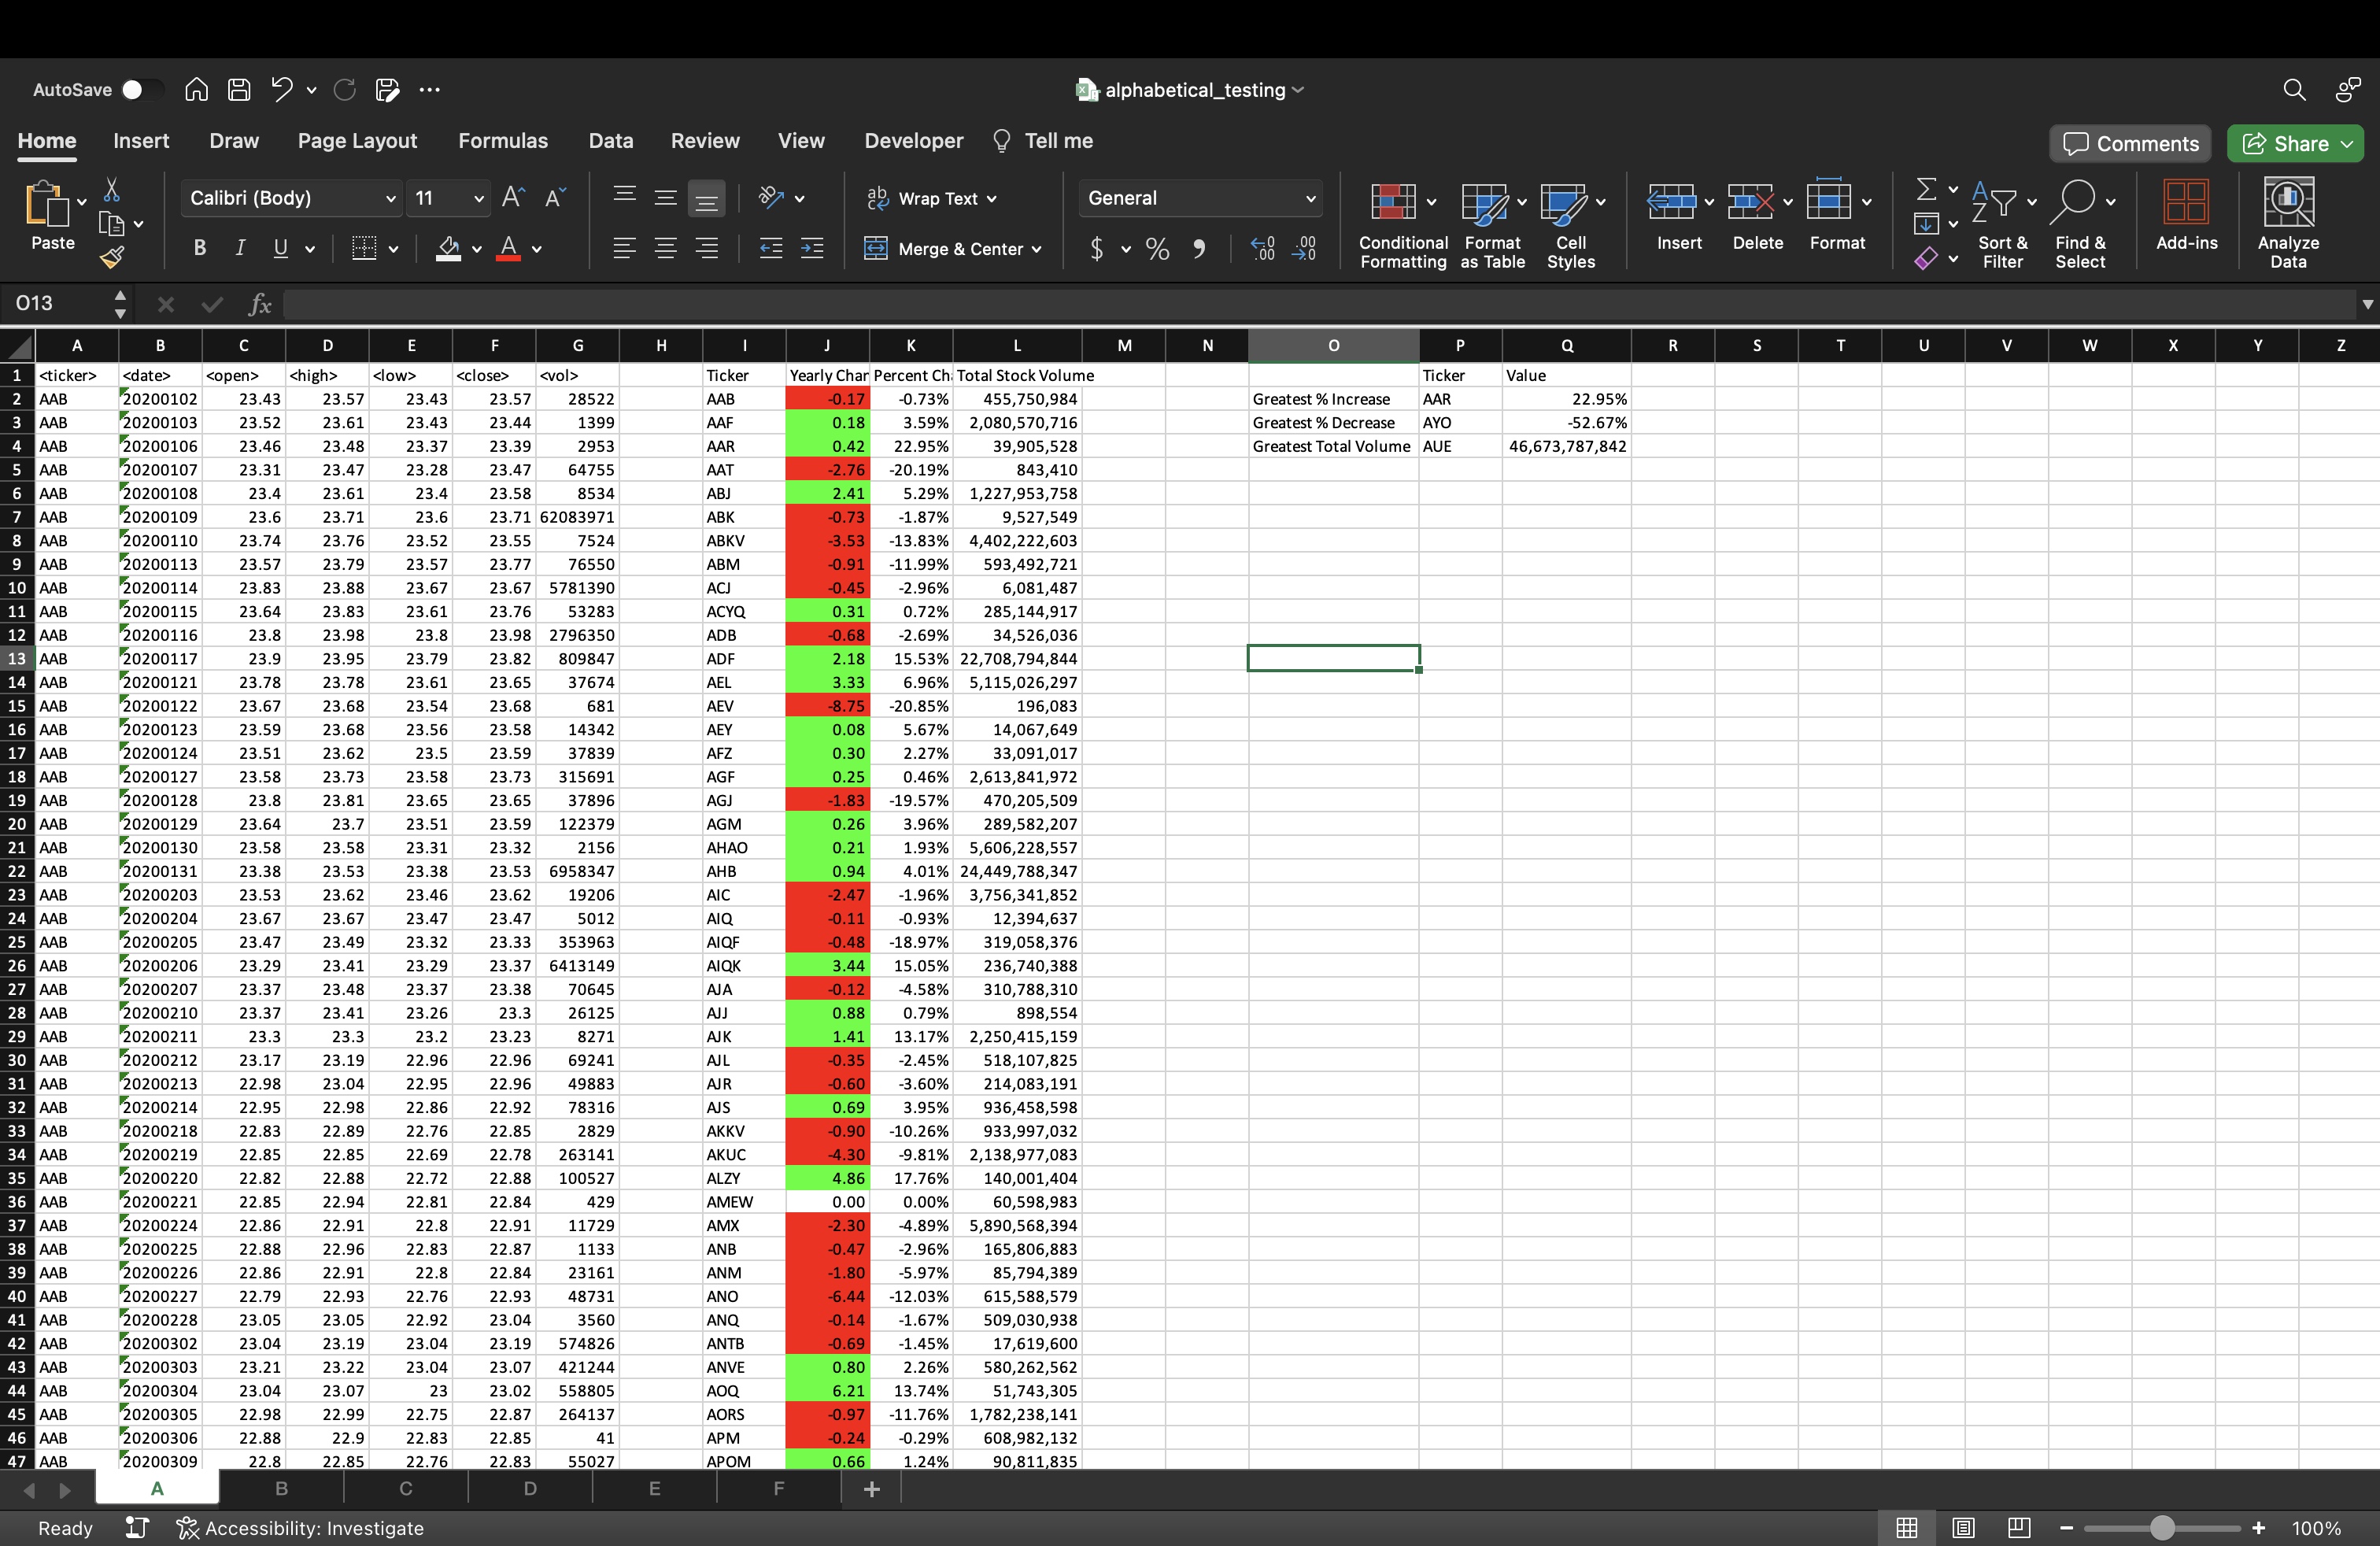 AutoSave alphabetical_testing
Home Insert Draw Page Layout Formulas Data Review View Developer Tell me Comments Share
Paste Calibri (Body) 11 Wrap Text General Conditional Formatting Format as Table Cell Styles Insert Delete Format Sort & Filter Find & Select Add-ins Analyze Data
B I U A Merge & Center $ % 9
O13 fx
A B C D E F G H I J K L M N O P Q R S T U V W X Y Z
1 <ticker> <date> <open> <high> <low> <close> <vol> Ticker Yearly Char Percent Ch Total Stock Volume Ticker Value
2 AAB 20200102 23.43 23.57 23.43 23.57 28522 AAB -0.17 -0.73% 455,750,984 Greatest % Increase AAR 22.95%
3 AAB 20200103 23.52 23.61 23.43 23.44 1399 AAF 0.18 3.59% 2,080,570,716 Greatest % Decrease AYO -52.67%
4 AAB 20200106 23.46 23.48 23.37 23.39 2953 AAR 0.42 22.95% 39,905,528 Greatest Total Volume AUE 46,673,787,842
5 AAB 20200107 23.31 23.47 23.28 23.47 64755 AAT -2.76 -20.19% 843,410
6 AAB 20200108 23.4 23.61 23.4 23.58 8534 ABJ 2.41 5.29% 1,227,953,758
7 AAB 20200109 23.6 23.71 23.6 23.71 62083971 ABK -0.73 -1.87% 9,527,549
8 AAB 20200110 23.74 23.76 23.52 23.55 7524 ABKV -3.53 -13.83% 4,402,222,603
9 AAB 20200113 23.57 23.79 23.57 23.77 76550 ABM -0.91 -11.99% 593,492,721
10 AAB 20200114 23.83 23.88 23.67 23.67 5781390 ACJ -0.45 -2.96% 6,081,487
11 AAB 20200115 23.64 23.83 23.61 23.76 53283 ACYQ 0.31 0.72% 285,144,917
12 AAB 20200116 23.8 23.98 23.8 23.98 2796350 ADB -0.68 -2.69% 34,526,036
13 AAB 20200117 23.9 23.95 23.79 23.82 809847 ADF 2.18 15.53% 22,708,794,844
14 AAB 20200121 23.78 23.78 23.61 23.65 37674 AEL 3.33 6.96% 5,115,026,297
15 AAB 20200122 23.67 23.68 23.54 23.68 681 AEV -8.75 -20.85% 196,083
16 AAB 20200123 23.59 23.68 23.56 23.58 14342 AEY 0.08 5.67% 14,067,649
17 AAB 20200124 23.51 23.62 23.5 23.59 37839 AFZ 0.30 2.27% 33,091,017
18 AAB 20200127 23.58 23.73 23.58 23.73 315691 AGF 0.25 0.46% 2,613,841,972
19 AAB 20200128 23.8 23.81 23.65 23.65 37896 AGJ -1.83 -19.57% 470,205,509
20 AAB 20200129 23.64 23.7 23.51 23.59 122379 AGM 0.26 3.96% 289,582,207
21 AAB 20200130 23.58 23.58 23.31 23.32 2156 AHAO 0.21 1.93% 5,606,228,557
22 AAB 20200131 23.38 23.53 23.38 23.53 6958347 AHB 0.94 4.01% 24,449,788,347
23 AAB 20200203 23.53 23.62 23.46 23.62 19206 AIC -2.47 -1.96% 3,756,341,852
24 AAB 20200204 23.67 23.67 23.47 23.47 5012 AIQ -0.11 -0.93% 12,394,637
25 AAB 20200205 23.47 23.49 23.32 23.33 353963 AIQF -0.48 -18.97% 319,058,376
26 AAB 20200206 23.29 23.41 23.29 23.37 6413149 AIQK 3.44 15.05% 236,740,388
27 AAB 20200207 23.37 23.48 23.37 23.38 70645 AJA -0.12 -4.58% 310,788,310
28 AAB 20200210 23.37 23.41 23.26 23.3 26125 AJJ 0.88 0.79% 898,554
29 AAB 20200211 23.3 23.3 23.2 23.23 8271 AJK 1.41 13.17% 2,250,415,159
30 AAB 20200212 23.17 23.19 22.96 22.96 69241 AJL -0.35 -2.45% 518,107,825
31 AAB 20200213 22.98 23.04 22.95 22.96 49883 AJR -0.60 -3.60% 214,083,191
32 AAB 20200214 22.95 22.98 22.86 22.92 78316 AJS 0.69 3.95% 936,458,598
33 AAB 20200218 22.83 22.89 22.76 22.85 2829 AKKV -0.90 -10.26% 933,997,032
34 AAB 20200219 22.85 22.85 22.69 22.78 263141 AKUC -4.30 -9.81% 2,138,977,083
35 AAB 20200220 22.82 22.88 22.72 22.88 100527 ALZY 4.86 17.76% 140,001,404
36 AAB 20200221 22.85 22.94 22.81 22.84 429 AMEW 0.00 0.00% 60,598,983
37 AAB 20200224 22.86 22.91 22.8 22.91 11729 AMX -2.30 -4.89% 5,890,568,394
38 AAB 20200225 22.88 22.96 22.83 22.87 1133 ANB -0.47 -2.96% 165,806,883
39 AAB 20200226 22.86 22.91 22.8 22.84 23161 ANM -1.80 -5.97% 85,794,389
40 AAB 20200227 22.79 22.93 22.76 22.93 48731 ANO -6.44 -12.03% 615,588,579
41 AAB 20200228 23.05 23.05 22.92 23.04 3560 ANQ -0.14 -1.67% 509,030,938
42 AAB 20200302 23.04 23.19 23.04 23.19 574826 ANTB -0.69 -1.45% 17,619,600
43 AAB 20200303 23.21 23.22 23.04 23.07 421244 ANVE 0.80 2.26% 580,262,562
44 AAB 20200304 23.04 23.07 23 23.02 558805 AOQ 6.21 13.74% 51,743,305
45 AAB 20200305 22.98 22.99 22.75 22.87 264137 AORS -0.97 -11.76% 1,782,238,141
46 AAB 20200306 22.88 22.9 22.83 22.85 41 APM -0.24 -0.29% 608,982,132
47 AAB 20200309 22.8 22.85 22.76 22.83 55027 APOM 0.66 1.24% 90,811,835
A B C D E F +
Ready Accessibility: Investigate 100%